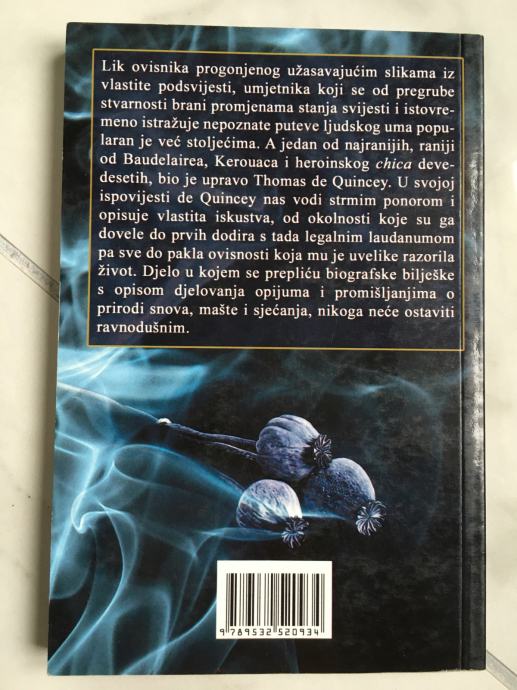 Lik ovisnika progonjenog užasavajućim slikama iz
vlastite podsvijesti, umjetnika koji se od pregrube
stvarnosti brani promjenama stanja svijesti i istovre-
meno istražuje nepoznate puteve ljudskog uma popu-
laran je već stoljećima. A jedan od najranijih, raniji
od Baudelairea, Kerouaca i heroinskog chica deve-
desetih, bio je upravo Thomas de Quincey. U svojoj
ispovijesti de Quincey nas vodi strmim ponorom i
opisuje vlastita iskustva, od okolnosti koje su ga
dovele do prvih dodira s tada legalnim laudanumom
pa sve do pakla ovisnosti koja mu je uvelike razorila
život. Djelo u kojem se prepliću biografske bilješke
s opisom djelovanja opijuma i promišljanjima o
prirodi snova, mašte i sjećanja, nikoga neće ostaviti
ravnodušnim.
9 789532 520934